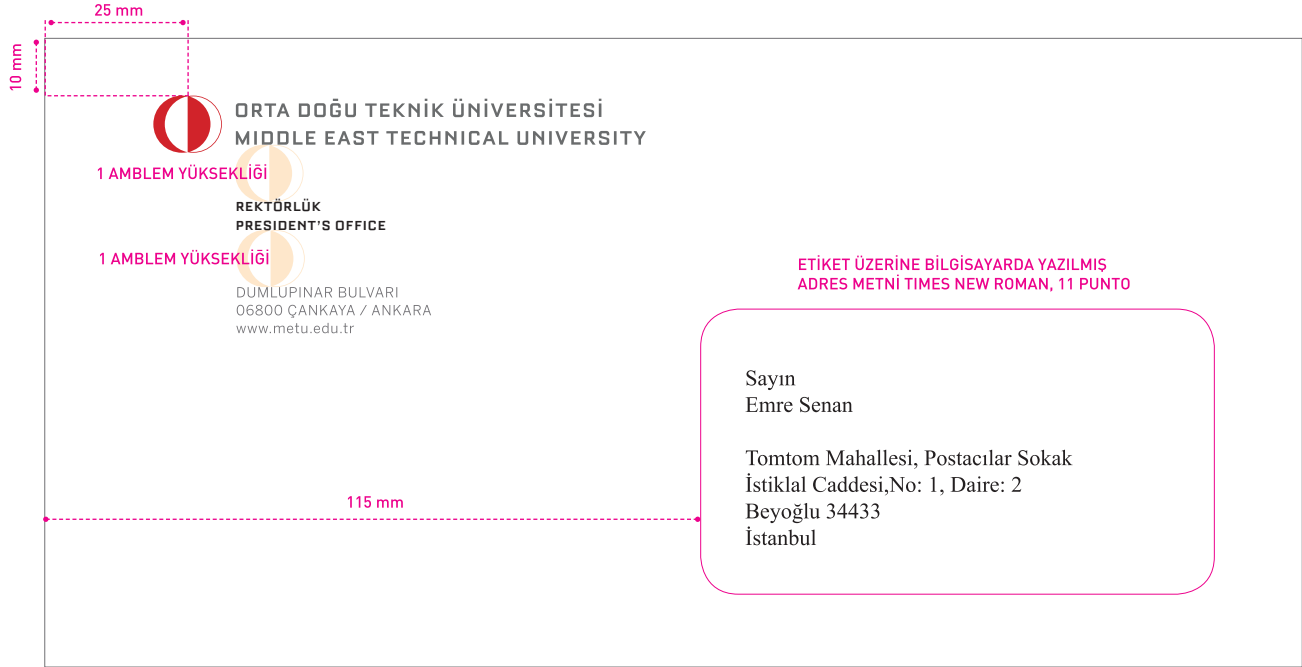 25 mm
10 mm
ORTA DOĞU TEKNİK ÜNİVERSİTESİ
MIDDLE EAST TECHNICAL UNIVERSITY
1 AMBLEM YÜKSEKLİĞİ
REKTÖRLÜK
PRESIDENT'S OFFICE
1 AMBLEM YÜKSEKLİĞİ
DUMLUPINAR BULVARI
06800 ÇANKAYA / ANKARA
www.metu.edu.tr
ETİKET ÜZERİNE BİLGİSAYARDA YAZILMIŞ
ADRES METNİ TIMES NEW ROMAN, 11 PUNTO
Sayın
Emre Senan
Tomtom Mahallesi, Postacılar Sokak
İstiklal Caddesi,No: 1, Daire: 2
Beyoğlu 34433
İstanbul
115 mm